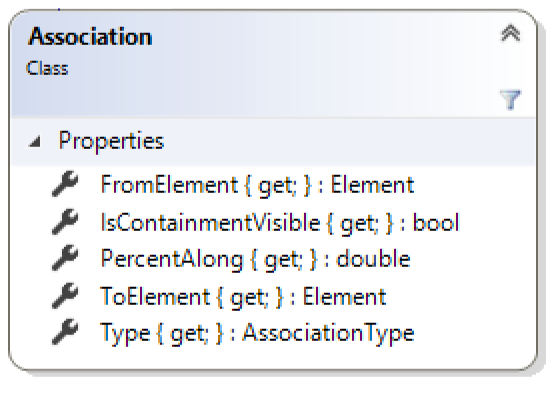 Association
Class
Properties
FromElement { get; } : Element
IsContainmentVisible { get; } : bool
PercentAlong { get; } : double
ToElement { get; } : Element
Type { get; } : AssociationType